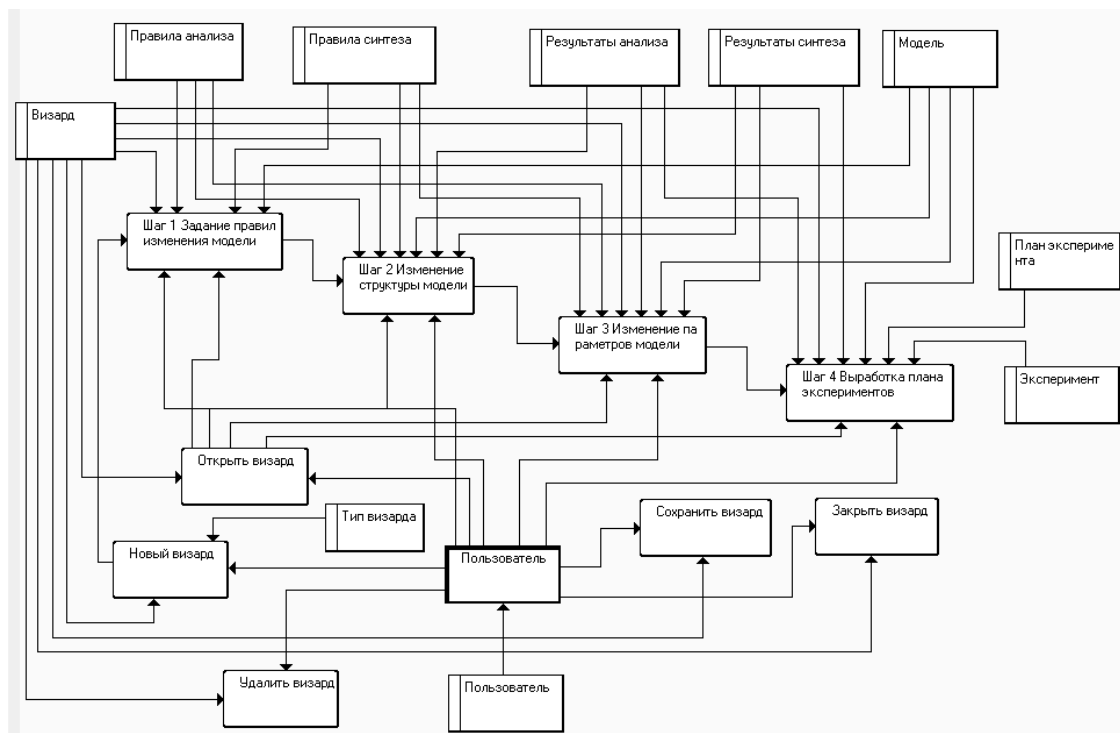 Правила анализа
Правила синтеза
Результаты анализа
Результаты синтеза
Модель
Визард
Шаг 1 Задание правил
изменения модели
Шаг 2 Изменение
структуры модели
План эксперименте
нта
Шаг 3 Изменение па
раметров модели
Шаг 4 Выработка плана
экспериментов
Эксперимент
Открыть визард
Тип визарда
Сохранить визард
Закрыть визард
Новый визард
Пользователь
Удалить визард
Пользователь